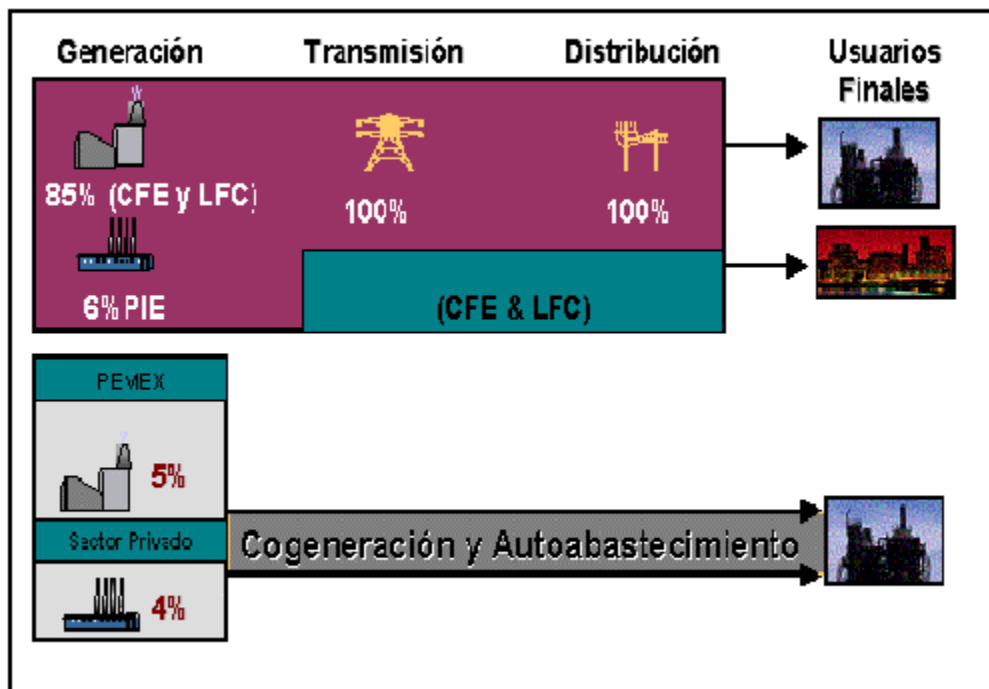 Generación
Transmisión
Distribución
Usuarios
Finales
85% (CFE y LFC)
100%
100%
6% PIE
(CFE & LFC)
PEMEX
5%
Sector Privado
4%
Cogeneración y Autoabastecimiento